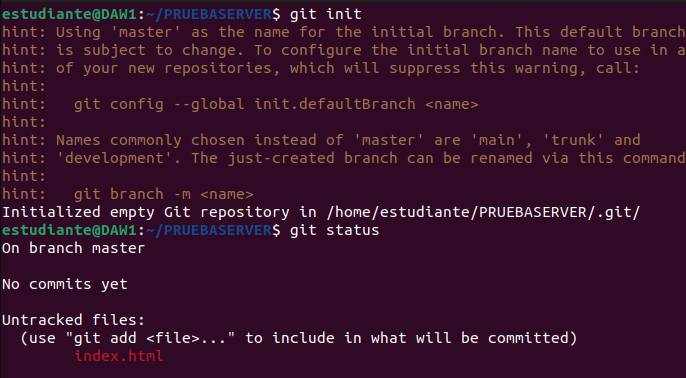 estudiante@DAW1:~/PRUEBASERVER$ git init
hint: Using 'master' as the name for the initial branch. This default branch
hint: is subject to change. To configure the initial branch name to use in a
hint: of your new repositories, which will suppress this warning, call:
hint:
hint:   git config --global init.defaultBranch <name>
hint:
hint: Names commonly chosen instead of 'master' are 'main', 'trunk' and
hint: 'development'. The just-created branch can be renamed via this command
hint:
hint:   git branch -m <name>
Initialized empty Git repository in /home/estudiante/PRUEBASERVER/.git/
estudiante@DAW1:~/PRUEBASERVER$ git status
On branch master

No commits yet

Untracked files:
  (use "git add <file>..." to include in what will be committed)
        index.html